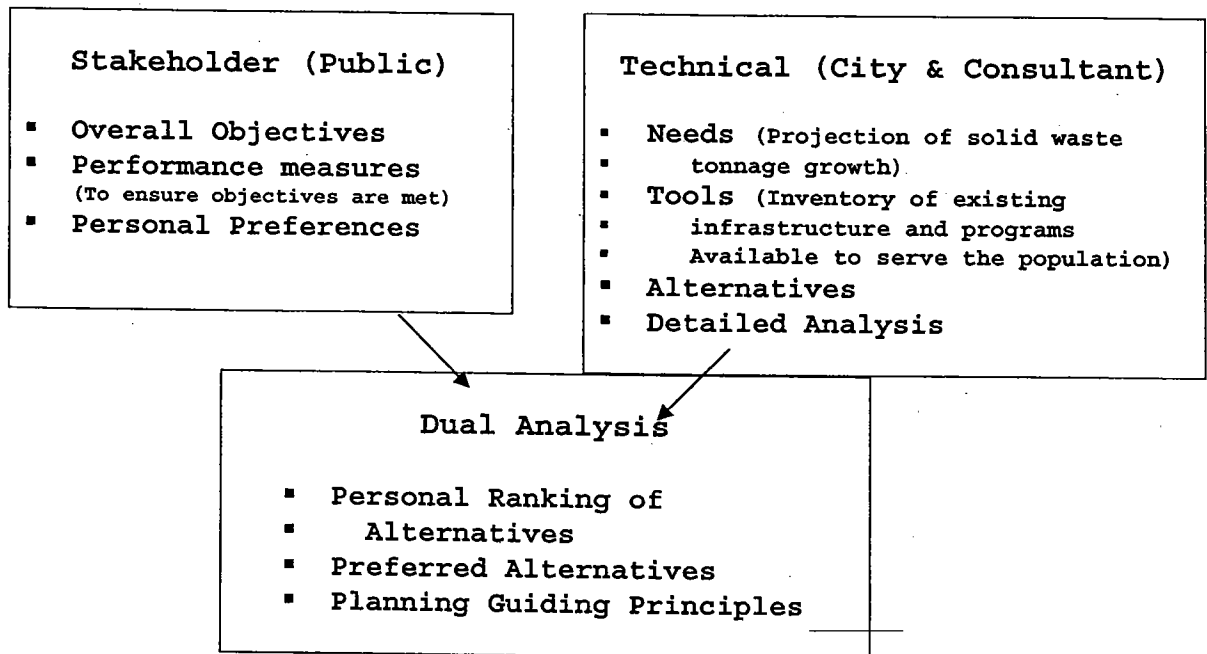 Stakeholder (Public)
▪ Overall Objectives
▪ Performance measures
(To ensure objectives are met)
▪ Personal Preferences
Technical (City & Consultant)
▪ Needs (Projection of solid waste
▪ tonnage growth)
▪ Tools (Inventory of existing
▪ infrastructure and programs
▪ Available to serve the population)
▪ Alternatives
▪ Detailed Analysis
Dual Analysis
▪ Personal Ranking of
▪ Alternatives
▪ Preferred Alternatives
▪ Planning Guiding Principles